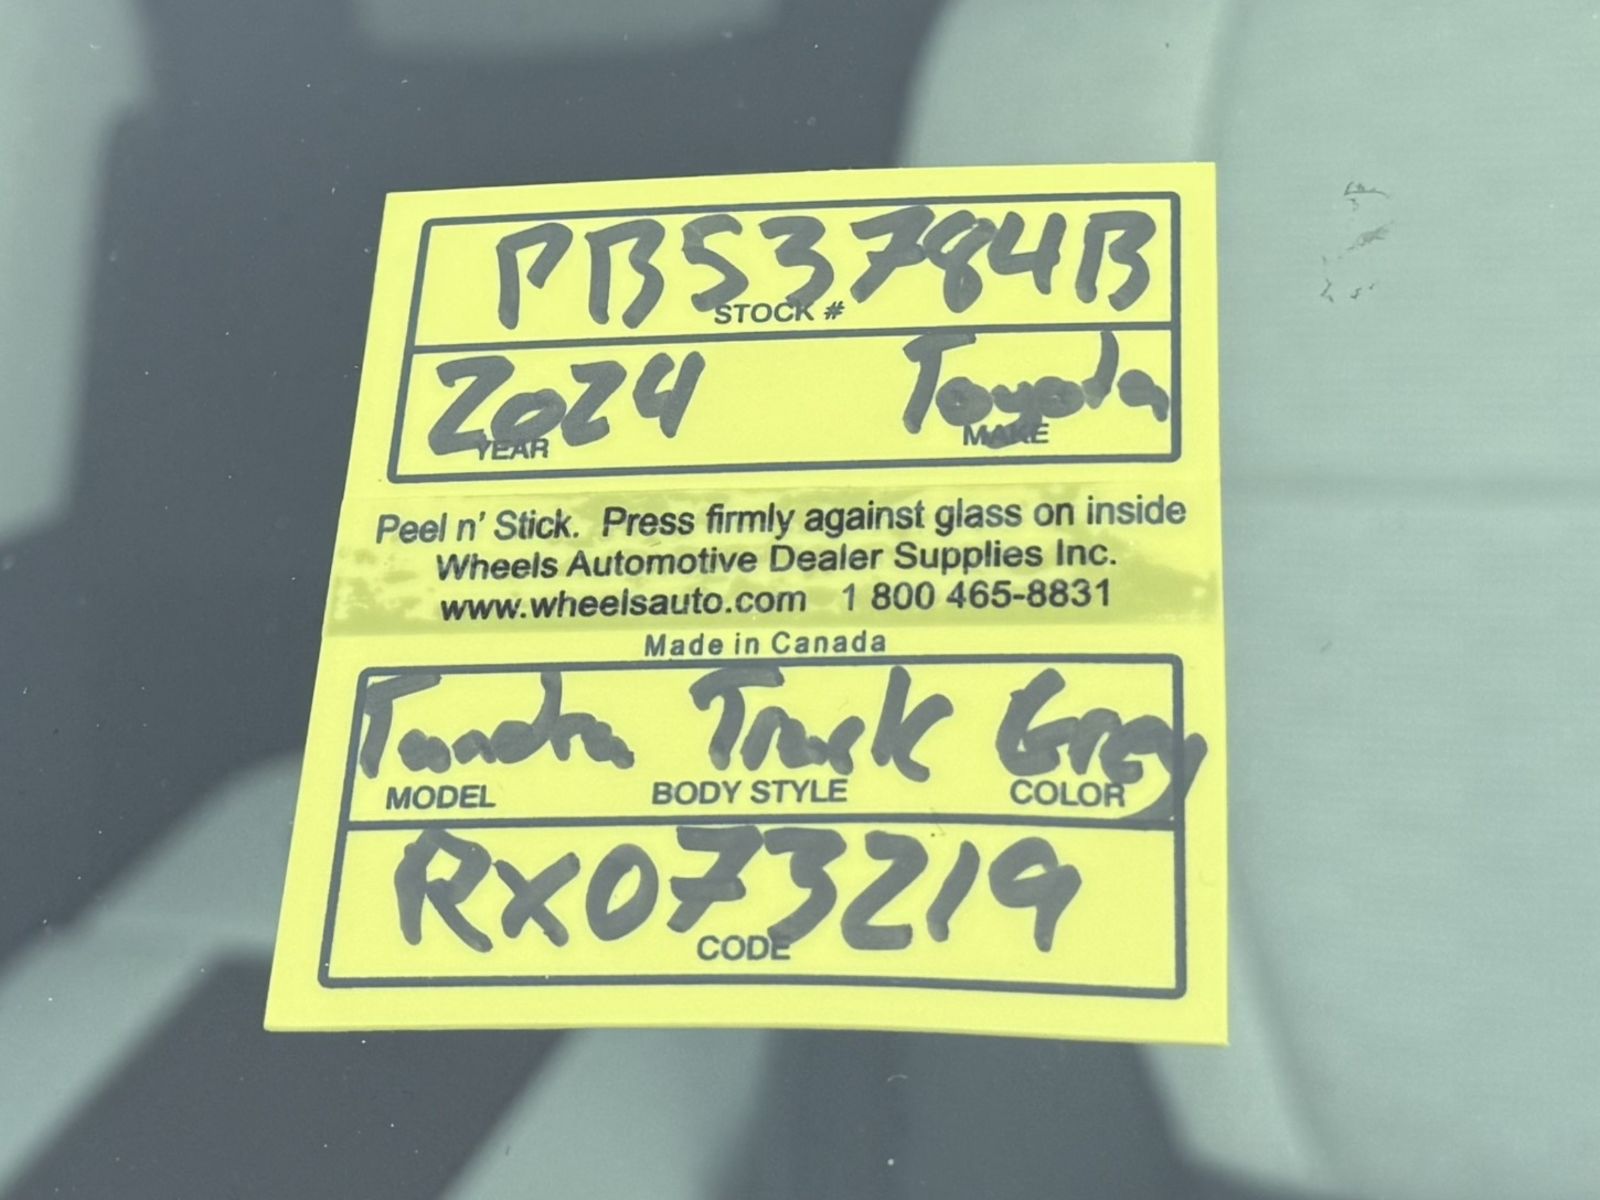 PB53784B
STOCK #
2024 Toyota
YEAR MAKE
Peel n' Stick. Press firmly against glass on inside
Wheels Automotive Dealer Supplies Inc.
www.wheelsauto.com 1 800 465-8831
Made in Canada
Tundra Truck Grey
MODEL BODY STYLE COLOR
RX073219
CODE